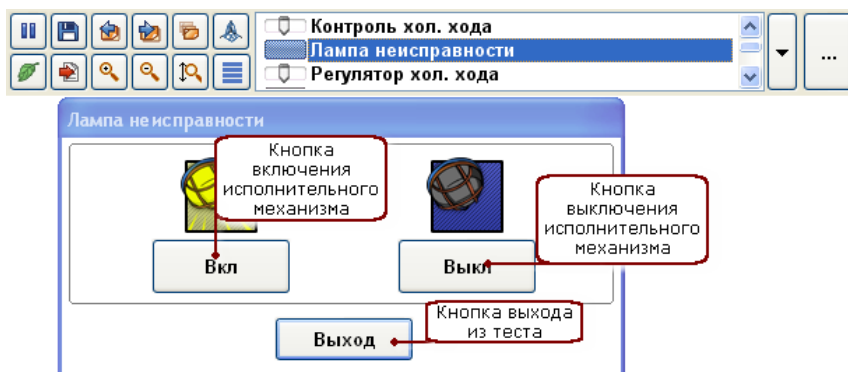 Контроль хол. хода
Лампа неисправности
Регулятор хол. хода
...
Лампа неисправности
Кнопка
включения
исполнительного
механизма
Кнопка
выключения
исполнительного
механизма
Вкл
Выкл
Кнопка выхода
из теста
Выход